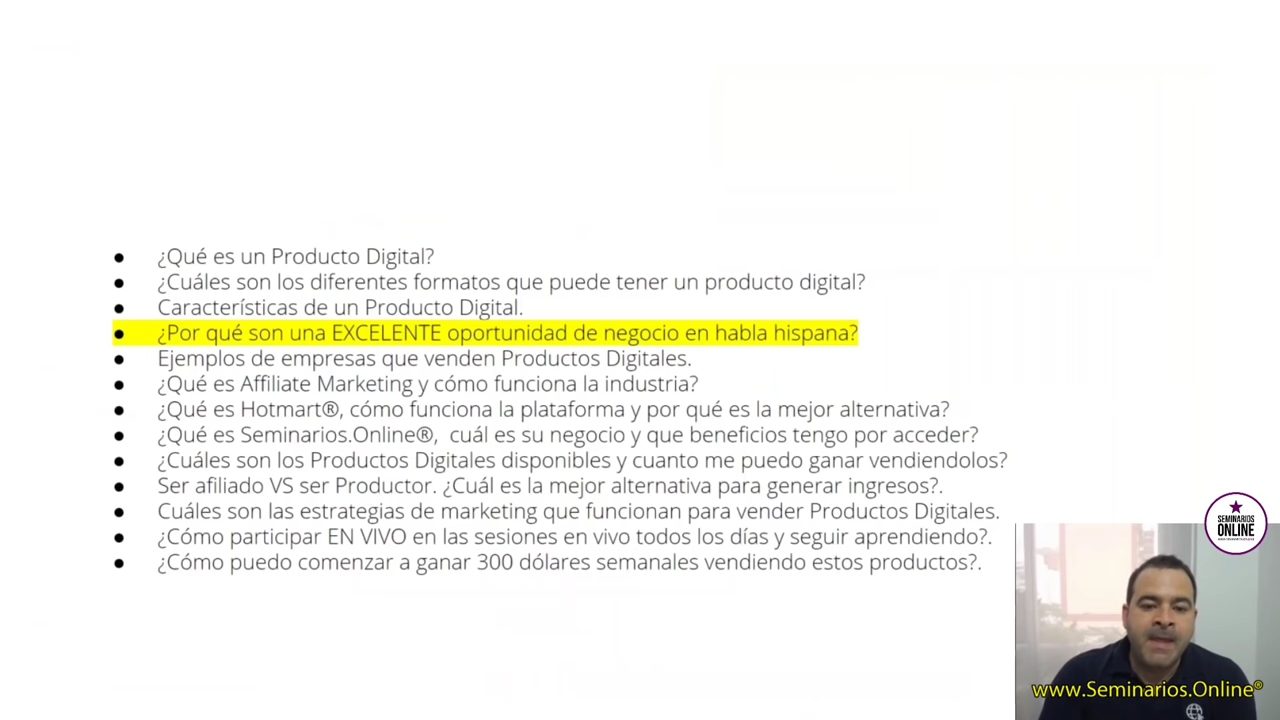 ● ¿Qué es un Producto Digital?
● ¿Cuáles son los diferentes formatos que puede tener un producto digital?
● Características de un Producto Digital.
● ¿Por qué son una EXCELENTE oportunidad de negocio en habla hispana?
● Ejemplos de empresas que venden Productos Digitales.
● ¿Qué es Affiliate Marketing y cómo funciona la industria?
● ¿Qué es Hotmart®, cómo funciona la plataforma y por qué es la mejor alternativa?
● ¿Qué es Seminarios.Online®, cuál es su negocio y que beneficios tengo por acceder?
● ¿Cuáles son los Productos Digitales disponibles y cuanto me puedo ganar vendiendolos?
● Ser afiliado VS ser Productor. ¿Cuál es la mejor alternativa para generar ingresos?.
● Cuáles son las estrategias de marketing que funcionan para vender Productos Digitales.
● ¿Cómo participar EN VIVO en las sesiones en vivo todos los días y seguir aprendiendo?.
● ¿Cómo puedo comenzar a ganar 300 dólares semanales vendiendo estos productos?.
SEMINARIOS
ONLINE
www.Seminarios.Online®